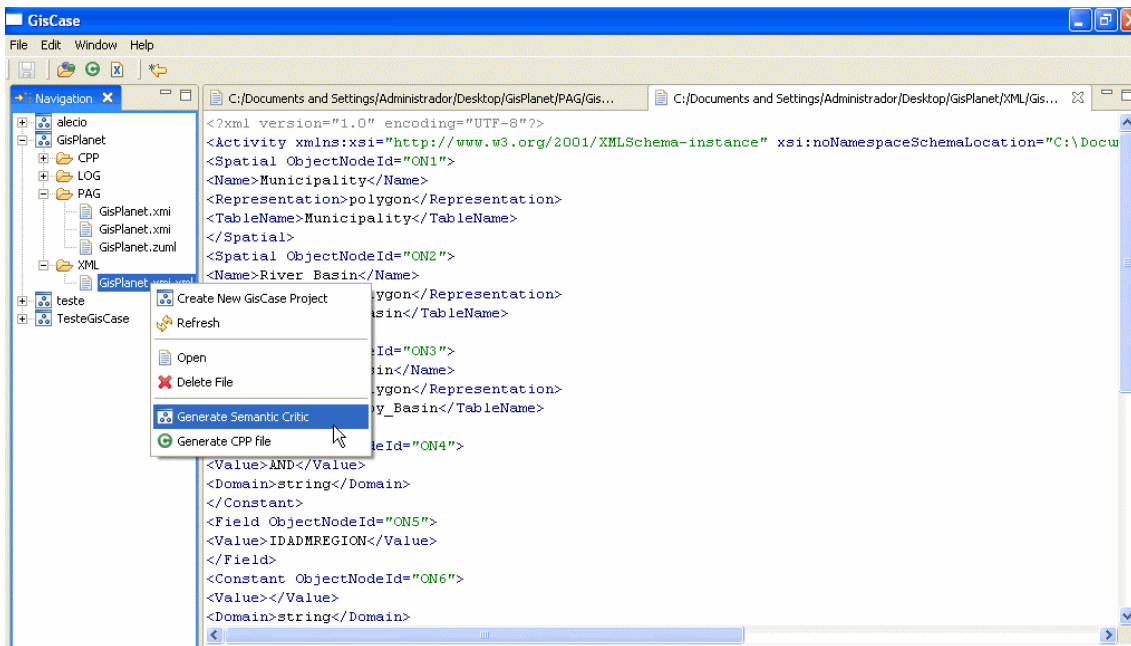 GisCase
File Edit Window Help
Navigation
C:/Documents and Settings/Administrador/Desktop/GisPlanet/PAG/Gis...
C:/Documents and Settings/Administrador/Desktop/GisPlanet/XML/Gis...
alecio
GisPlanet
CPP
LOG
PAG
GisPlanet.xmi
GisPlanet.xmi
GisPlanet.zuml
XML
GisPlanet.xmi.xml
teste
TesteGisCase
Create New GisCase Project
Refresh
Open
Delete File
Generate Semantic Critic
Generate CPP file
<?xml version="1.0" encoding="UTF-8"?>
<Activity xmlns:xsi="http://www.w3.org/2001/XMLSchema-instance" xsi:noNamespaceSchemaLocation="C:\Docu
<Spatial ObjectNodeId="ON1">
<Name>Municipality</Name>
<Representation>polygon</Representation>
<TableName>Municipality</TableName>
</Spatial>
<Spatial ObjectNodeId="ON2">
<Name>River Basin</Name>
ygon</Representation>
asin</TableName>
Id="ON3">
in</Name>
ygon</Representation>
y_Basin</TableName>
eId="ON4">
<Value>AND</Value>
<Domain>string</Domain>
</Constant>
<Field ObjectNodeId="ON5">
<Value>IDADMREGION</Value>
</Field>
<Constant ObjectNodeId="ON6">
<Value></Value>
<Domain>string</Domain>